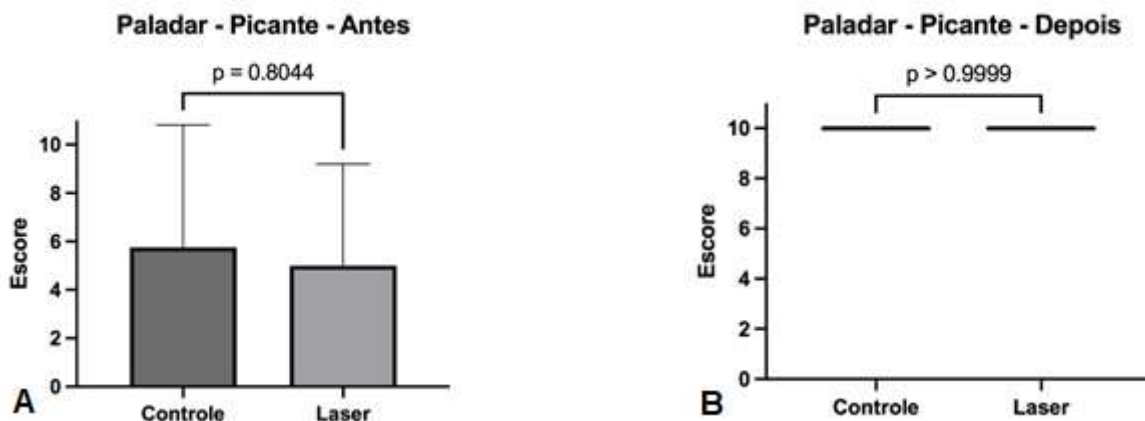 Paladar - Picante - Antes
p = 0.8044
Escore
10
8
6
4
2
0
Controle
Laser
A
Paladar - Picante - Depois
p > 0.9999
Escore
10
8
6
4
2
0
Controle
Laser
B